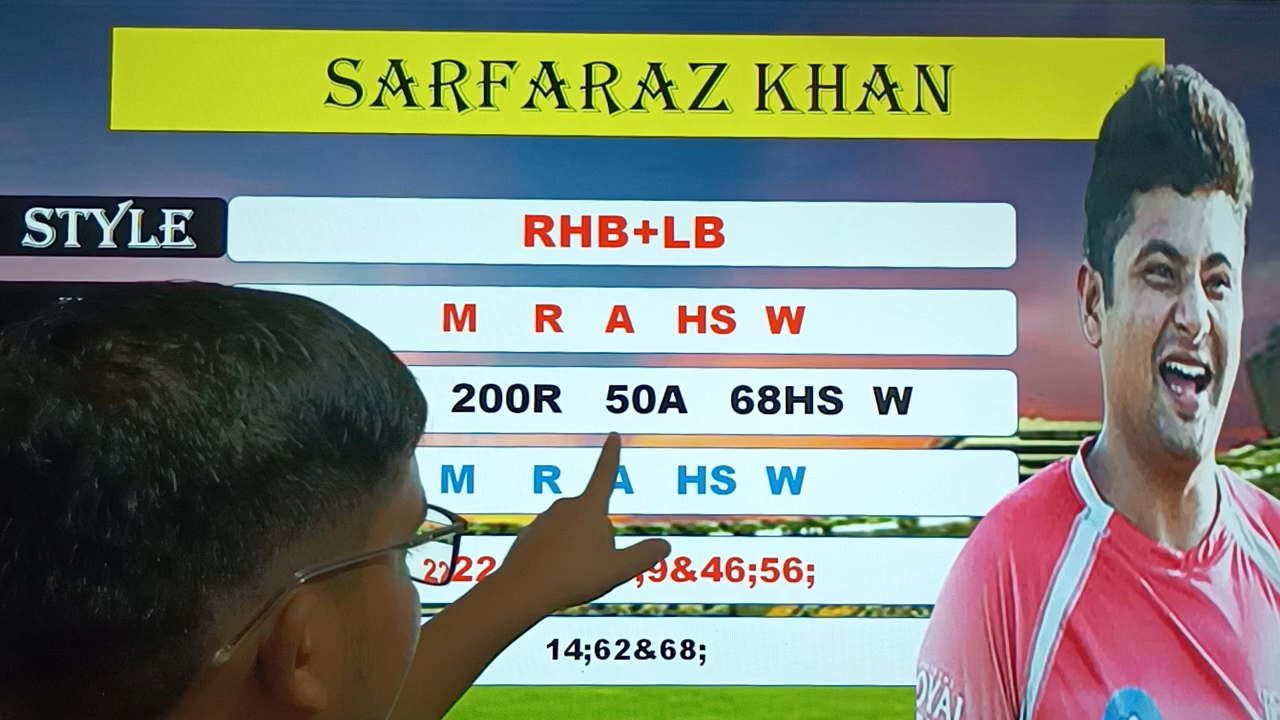 SARFARAZ KHAN
STYLE RHB+LB
M R A HS W
200R 50A 68HS W
M R A HS W
,9&46;56;
14;62&68;